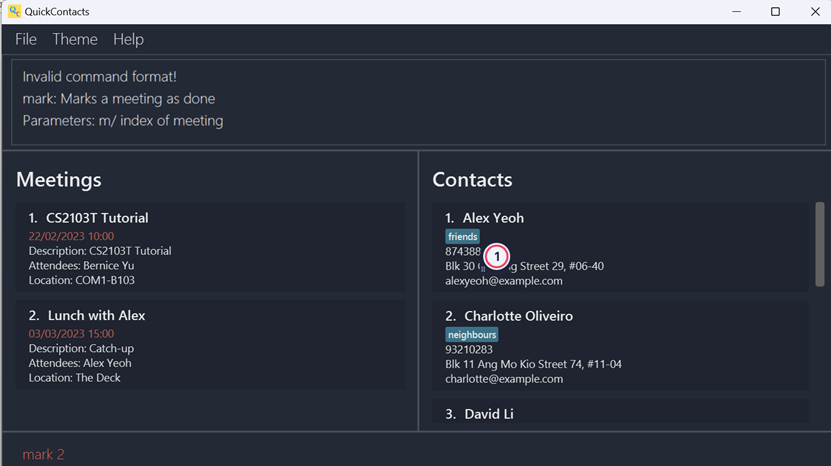 QuickContacts
File Theme Help
Invalid command format!
mark: Marks a meeting as done
Parameters: m/ index of meeting
Meetings
1. CS2103T Tutorial
22/02/2023 10:00
Description: CS2103T Tutorial
Attendees: Bernice Yu
Location: COM1-B103
2. Lunch with Alex
03/03/2023 15:00
Description: Catch-up
Attendees: Alex Yeoh
Location: The Deck
Contacts
1. Alex Yeoh
friends
874388
1
Blk 30 Street 29, #06-40
alexyeoh@example.com
2. Charlotte Oliveiro
neighbours
93210283
Blk 11 Ang Mo Kio Street 74, #11-04
charlotte@example.com
3. David Li
mark 2